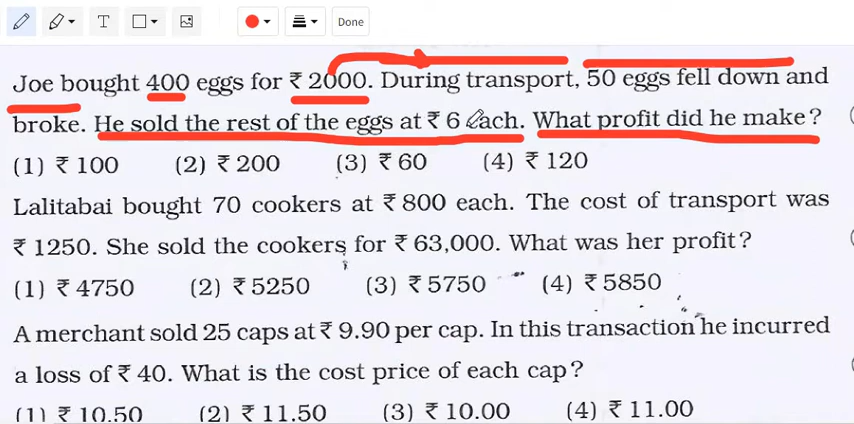 T
Done
Joe bought 400 eggs for ₹ 2000. During transport, 50 eggs fell down and
broke. He sold the rest of the eggs at ₹ 6 each. What profit did he make?
(1) ₹ 100 (2) ₹ 200 (3) ₹ 60 (4) ₹ 120
Lalitabai bought 70 cookers at ₹ 800 each. The cost of transport was
₹ 1250. She sold the cookers for ₹ 63,000. What was her profit?
(1) ₹ 4750 (2) ₹ 5250 (3) ₹ 5750 (4) ₹ 5850
A merchant sold 25 caps at ₹ 9.90 per cap. In this transaction he incurred
a loss of ₹ 40. What is the cost price of each cap?
(1) ₹ 10.50 (2) ₹ 11.50 (3) ₹ 10.00 (4) ₹ 11.00